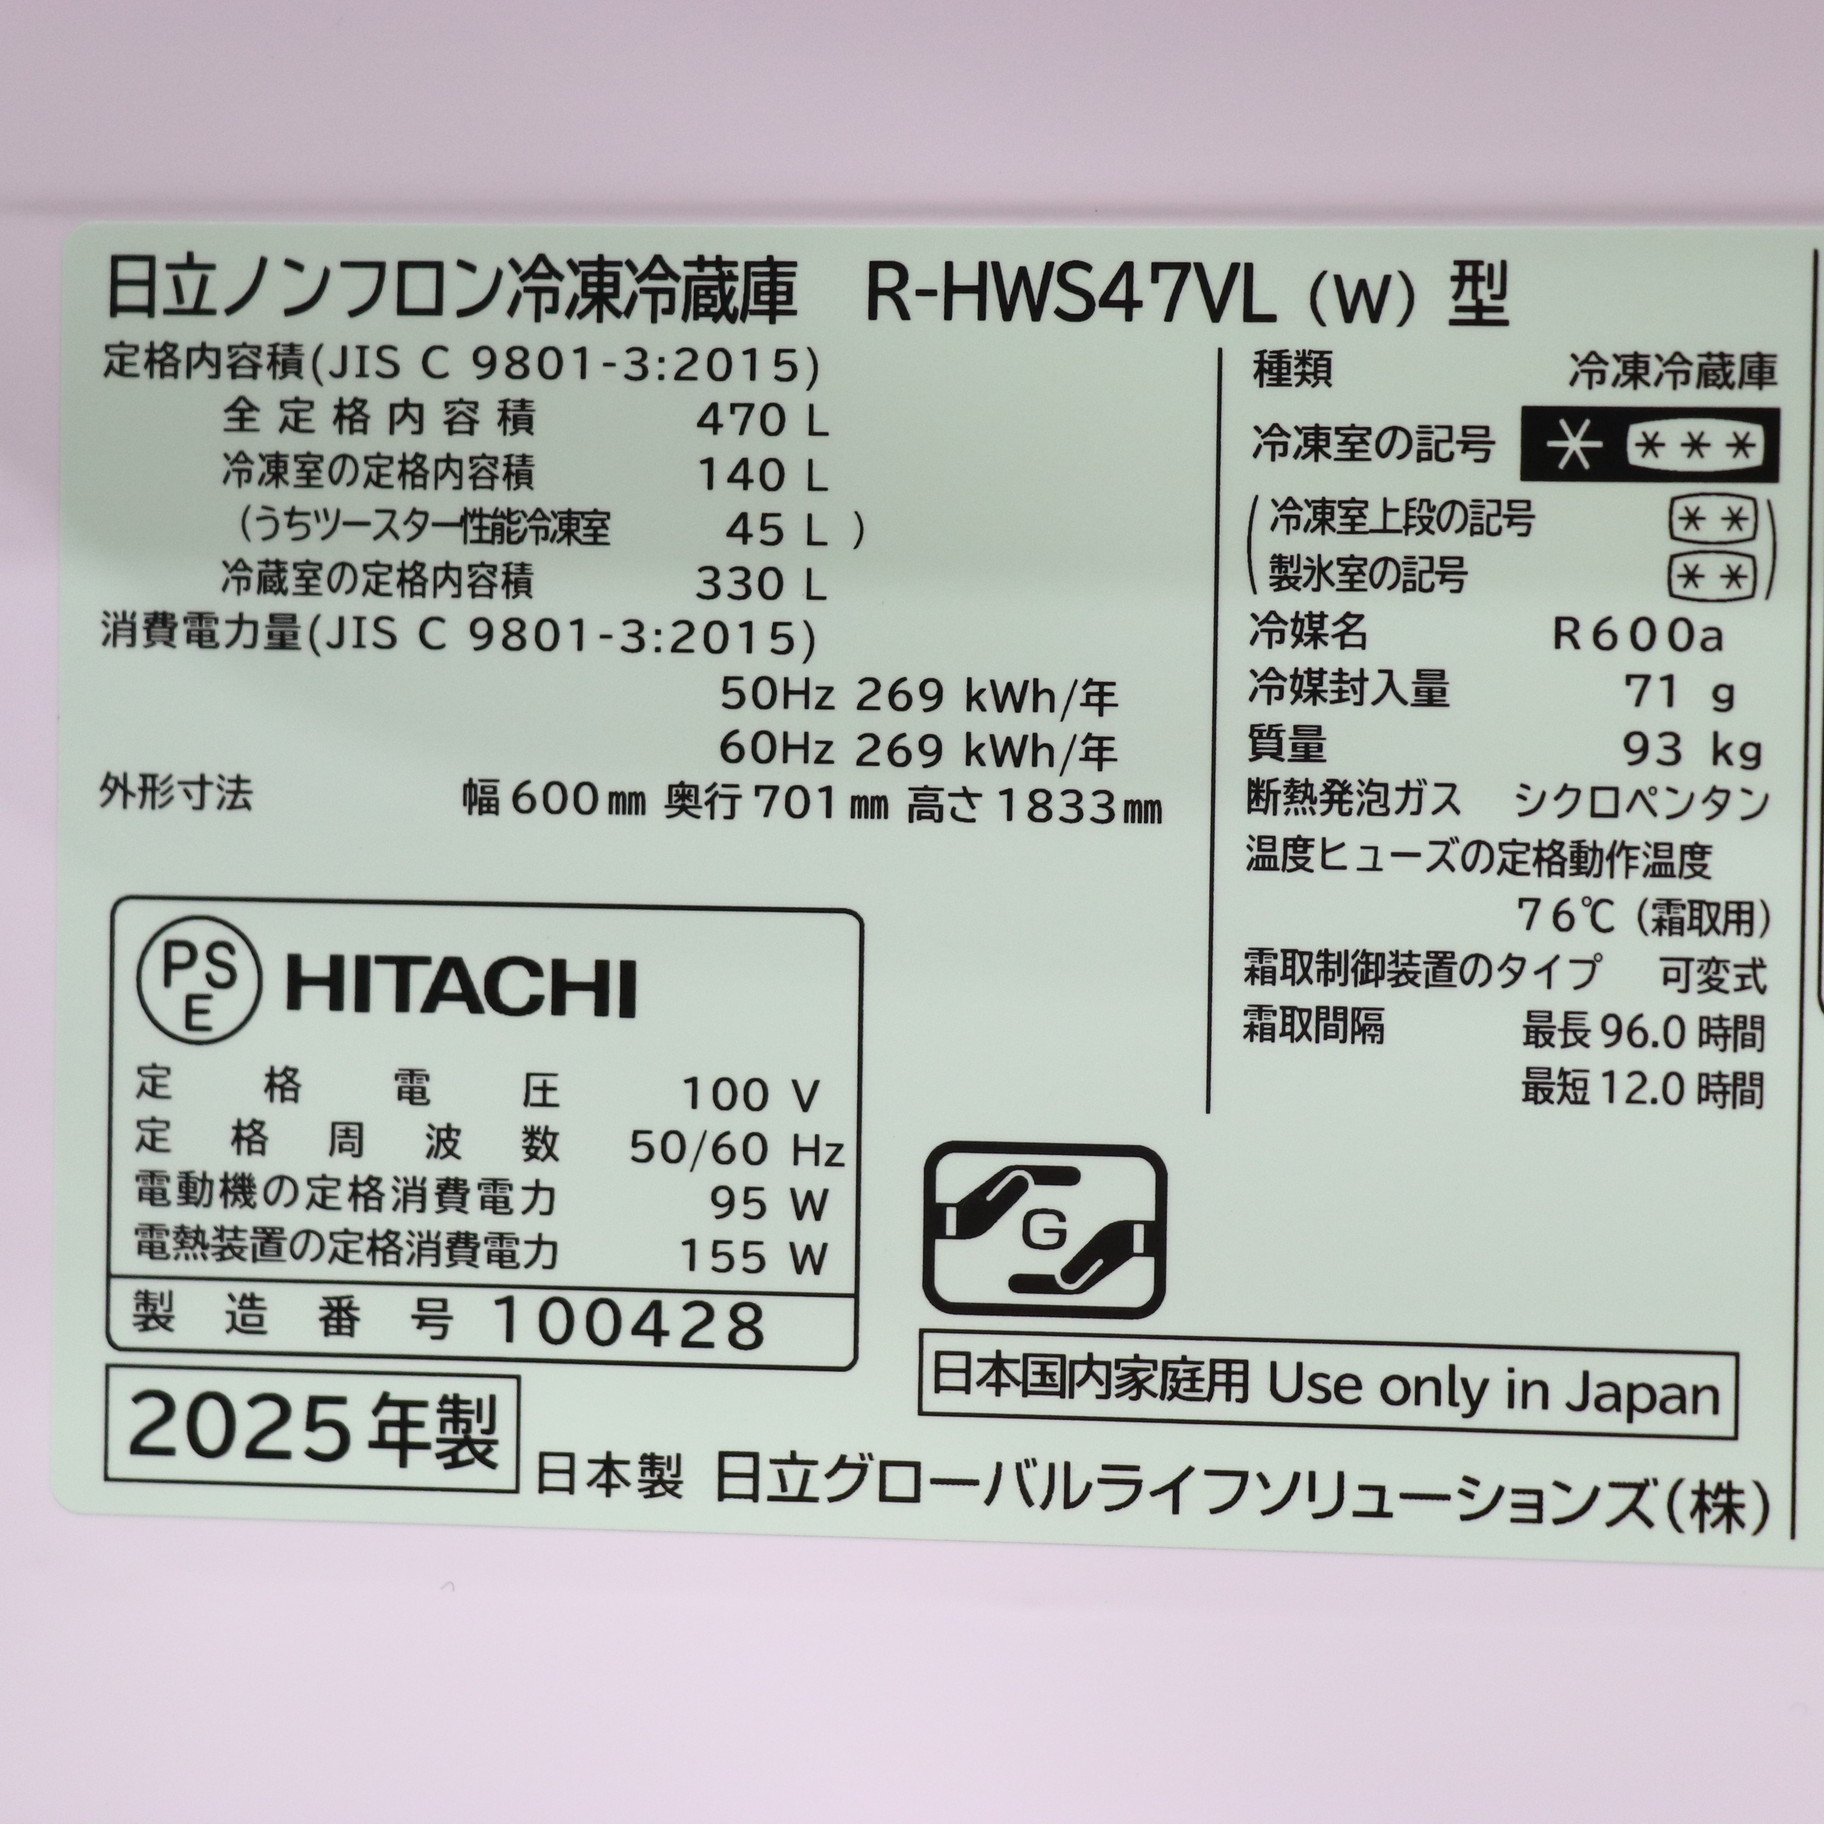 日立ノンフロン冷凍冷蔵庫 R-HWS47VL (W) 型
定格内容積(JIS C 9801-3:2015)
全定格内容積 470 L
冷凍室の定格内容積 140 L
(うちツースター性能冷凍室 45 L )
冷蔵室の定格内容積 330 L
消費電力量(JIS C 9801-3:2015)
50Hz 269 kWh/年
60Hz 269 kWh/年
外形寸法 幅600㎜ 奥行701㎜ 高さ1833㎜
種類 冷凍冷蔵庫
冷凍室の記号 * ***
(冷凍室上段の記号 **
製氷室の記号 **)
冷媒名 R600a
冷媒封入量 71 g
質量 93 kg
断熱発泡ガス シクロペンタン
温度ヒューズの定格動作温度
76℃ (霜取用)
霜取制御装置のタイプ 可変式
霜取間隔 最長96.0時間
最短12.0時間
PSE HITACHI
定格電圧 100 V
定格周波数 50/60 Hz
電動機の定格消費電力 95 W
電熱装置の定格消費電力 155 W
製造番号 100428
G
日本国内家庭用 Use only in Japan
2025年製
日本製 日立グローバルライフソリューションズ(株)